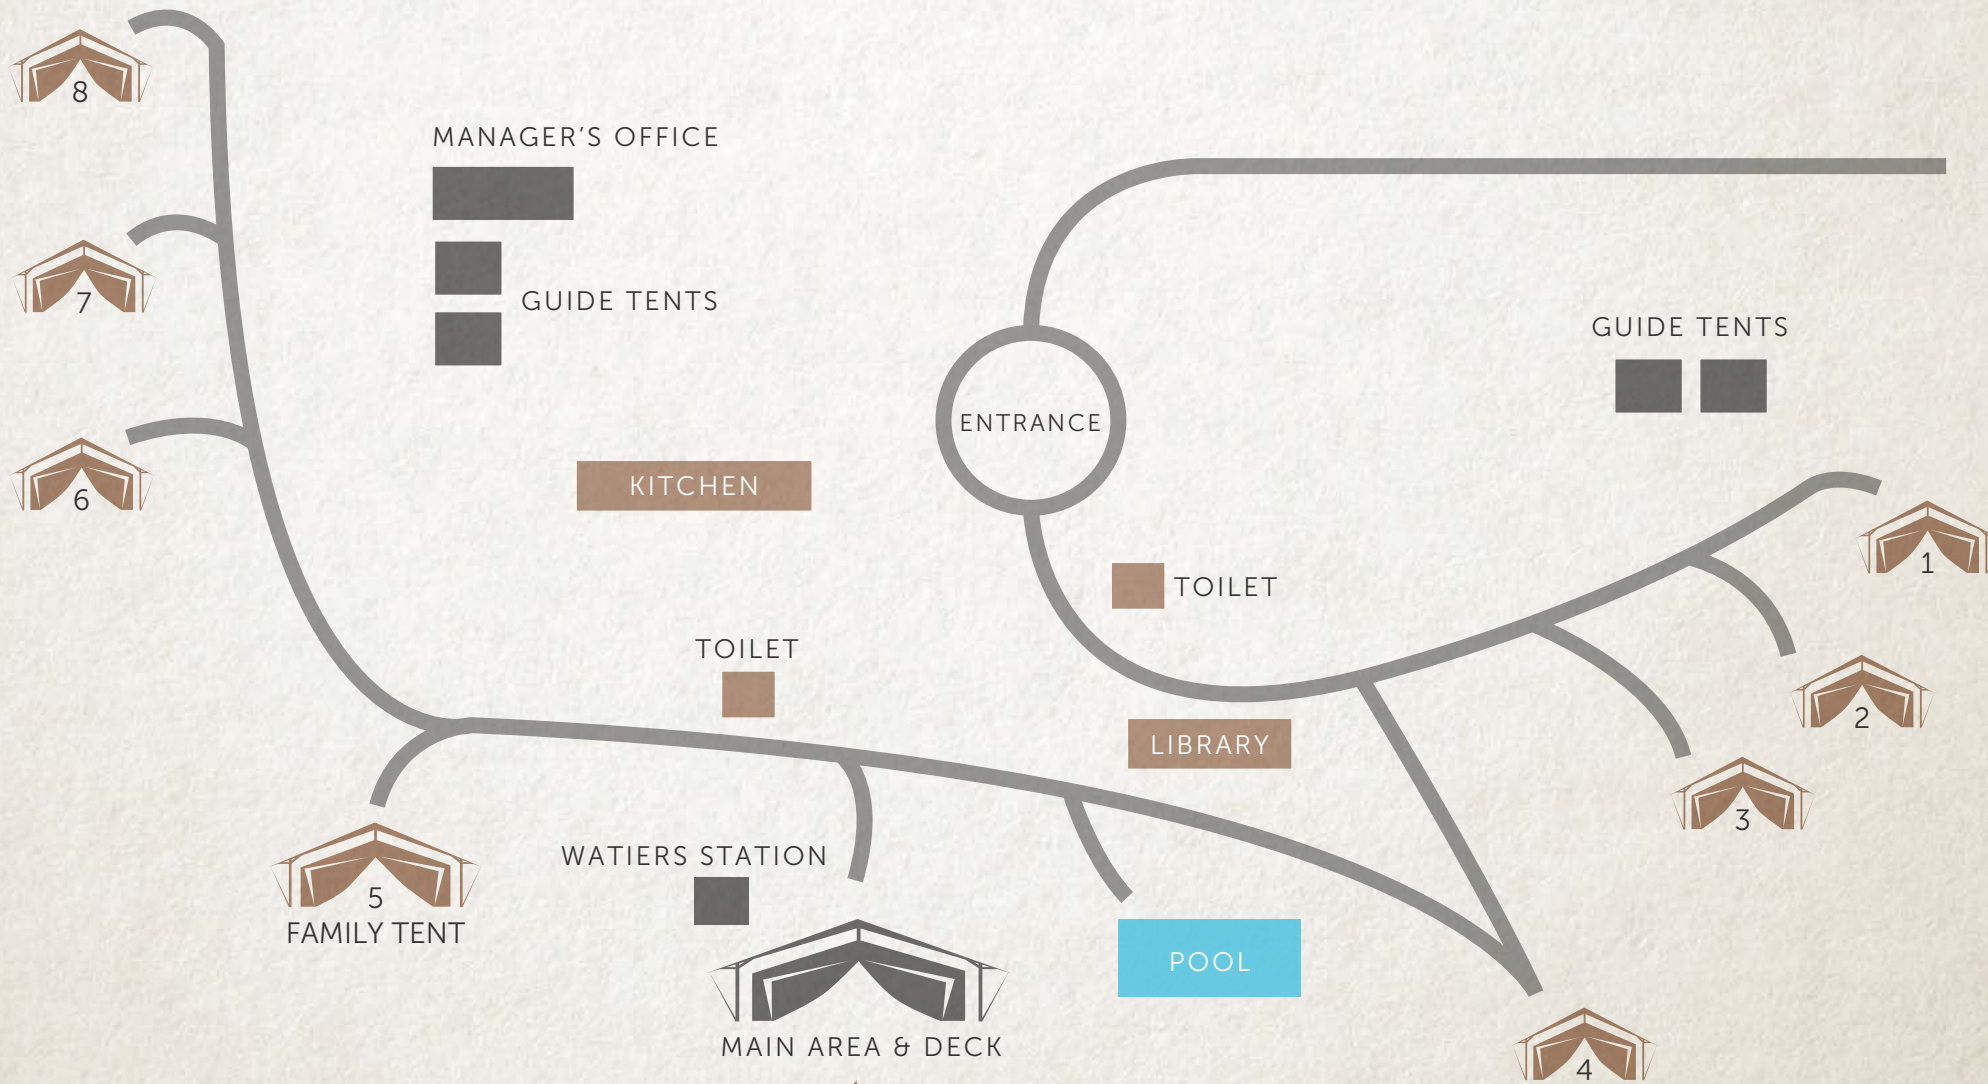 8
MANAGER'S OFFICE
7
GUIDE TENTS
GUIDE TENTS
ENTRANCE
6
KITCHEN
1
TOILET
TOILET
2
LIBRARY
3
WATIERS STATION
5
FAMILY TENT
POOL
MAIN AREA & DECK
4